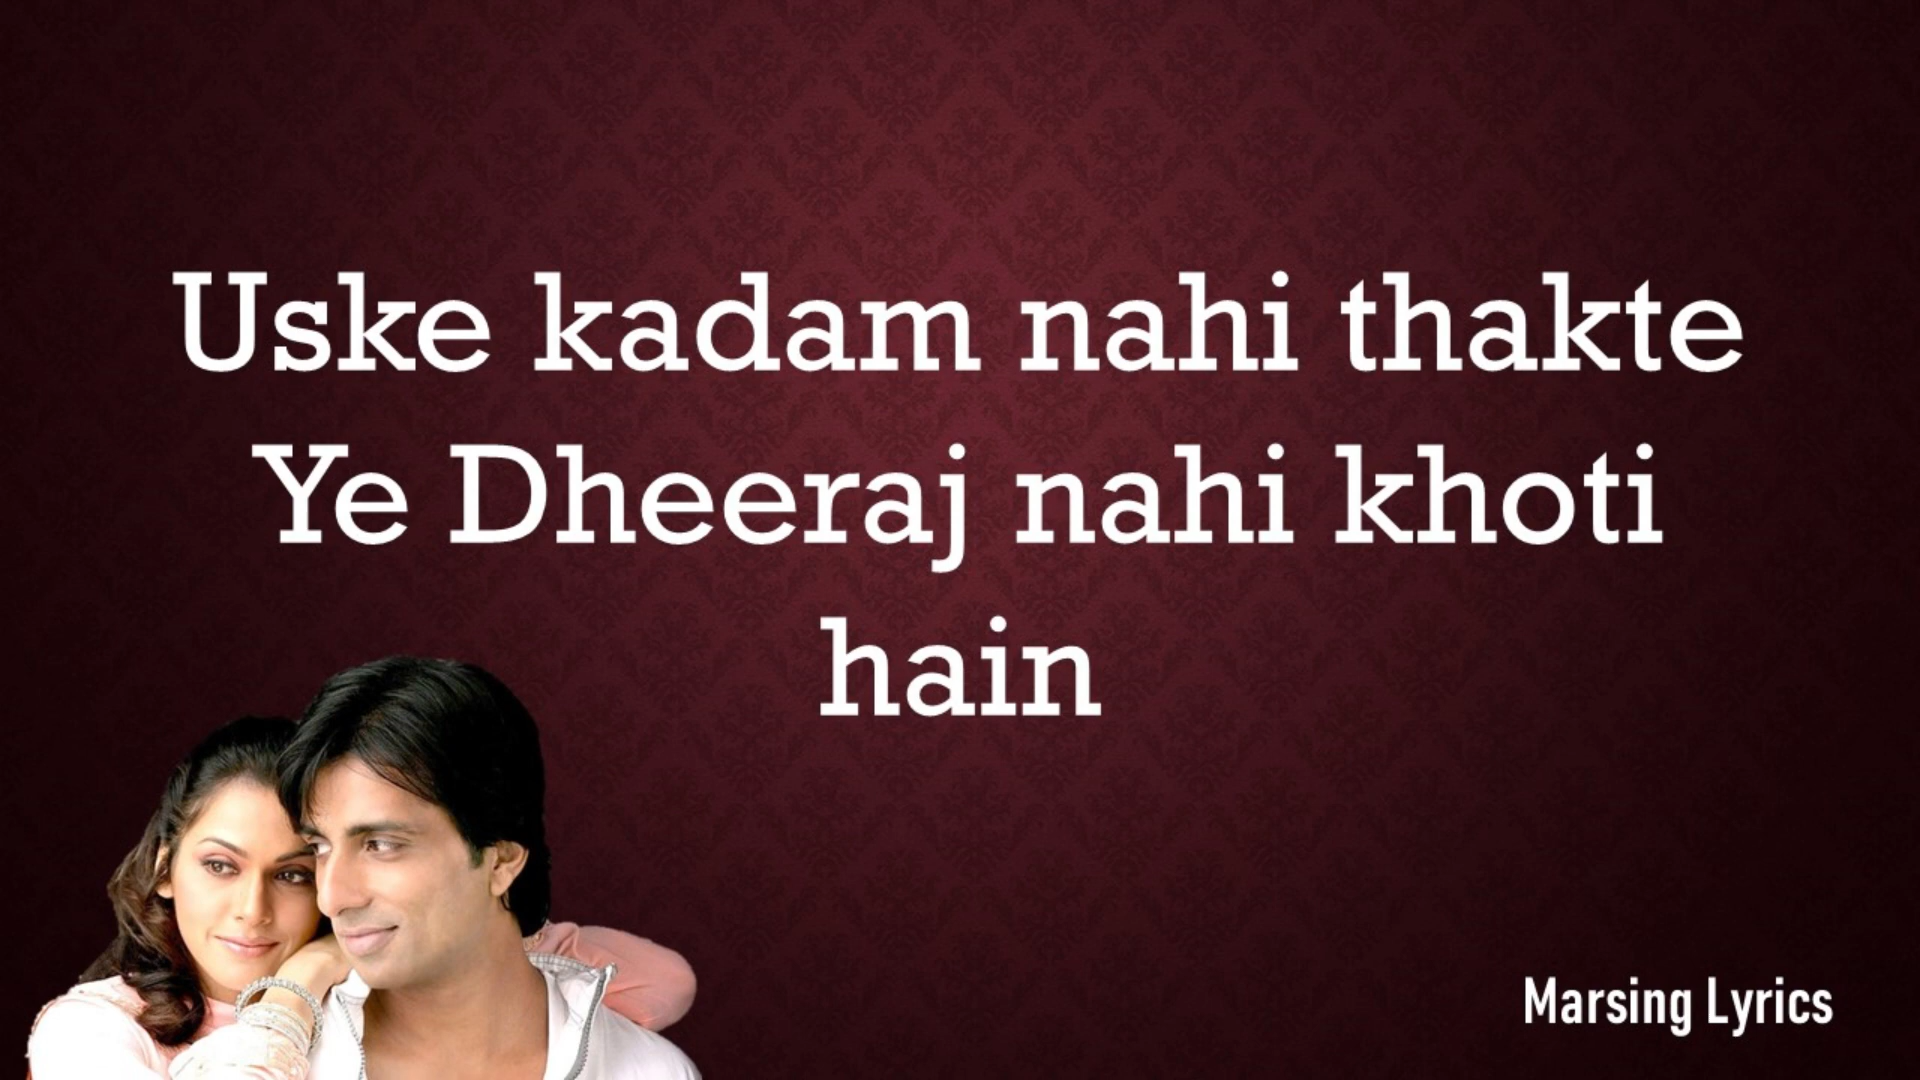 Uske kadam nahi thakte
Ye Dheeraj nahi khoti
hain
Marsing Lyrics